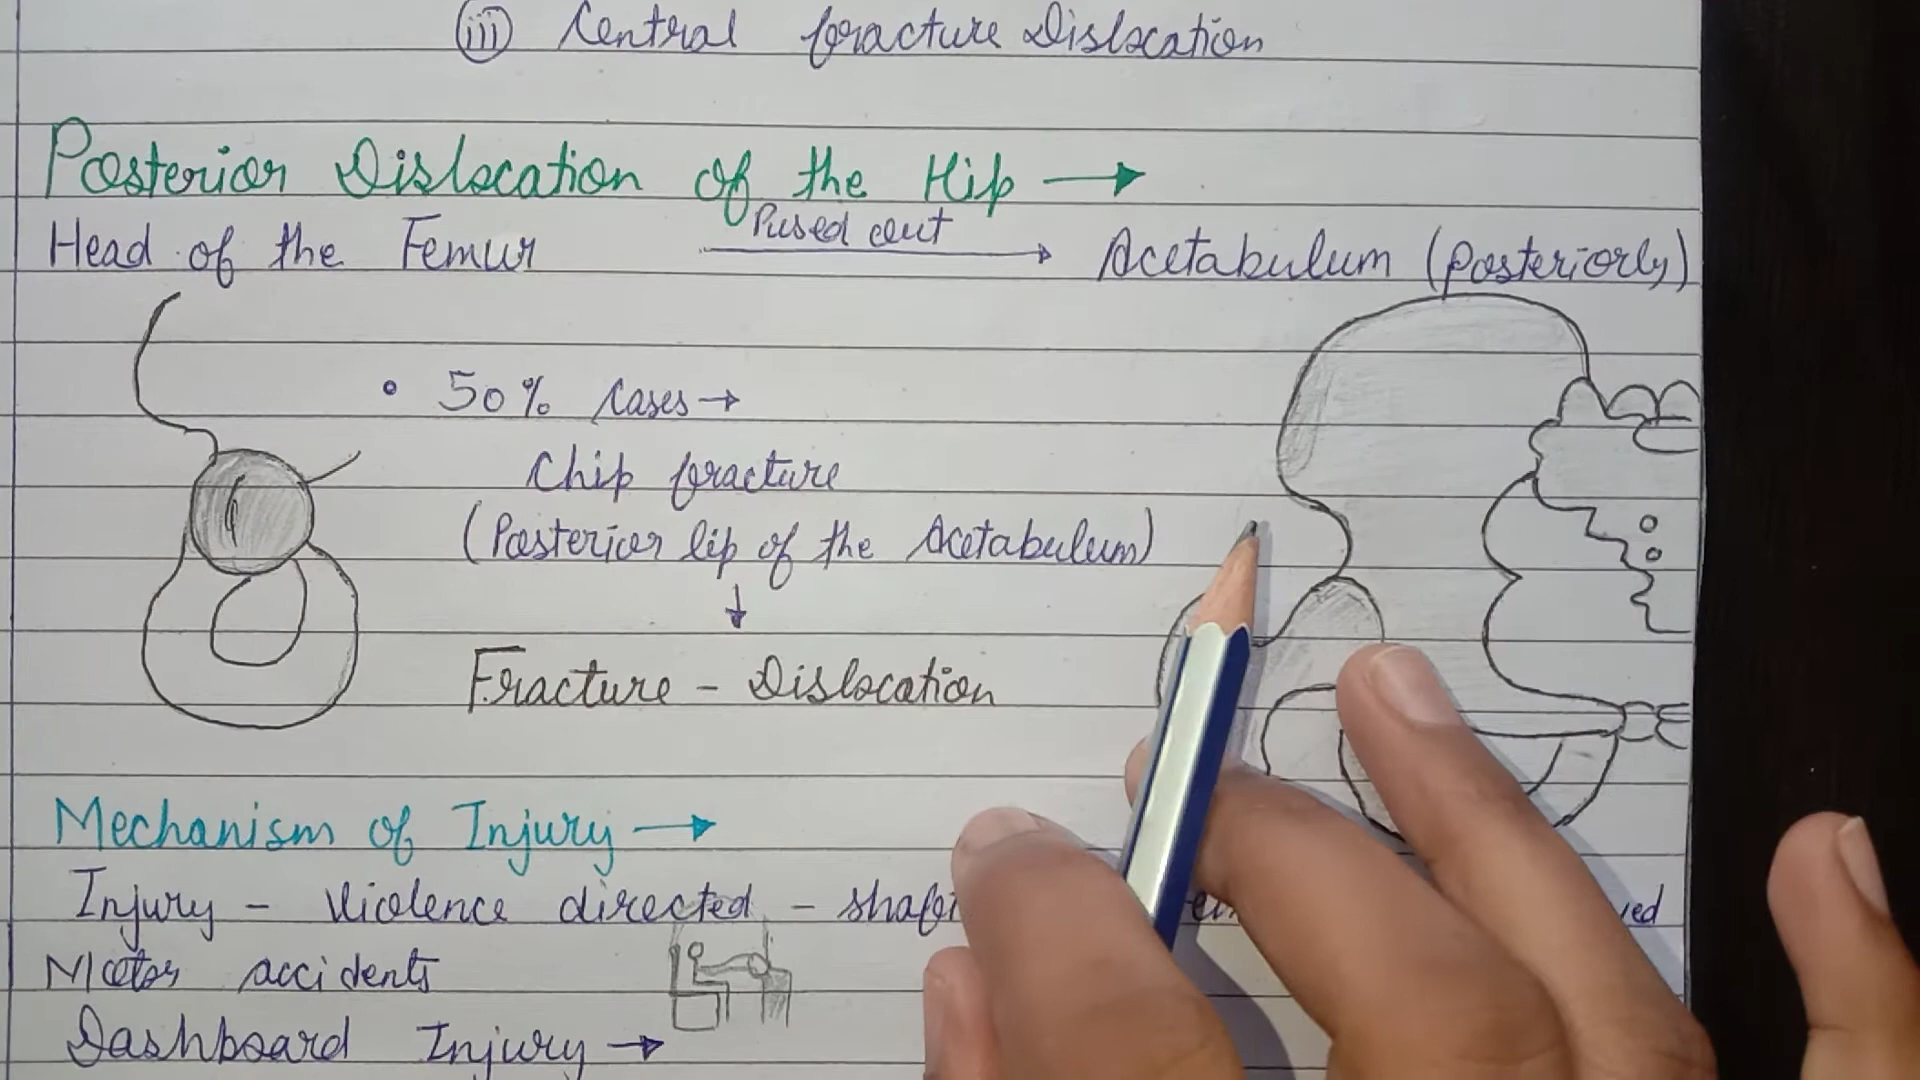 (iii) Central fracture Dislocation
Posterior Dislocation of the Hip →
Head of the Femur Pused out → Acetabulum (Posteriorly)
• 50% Cases →
Chip fracture
(Posterior lip of the Acetabulum)
↓
Fracture - Dislocation
Mechanism of Injury →
Injury - Violence directed - shaf
Motor accidents
Dashboard Injury →